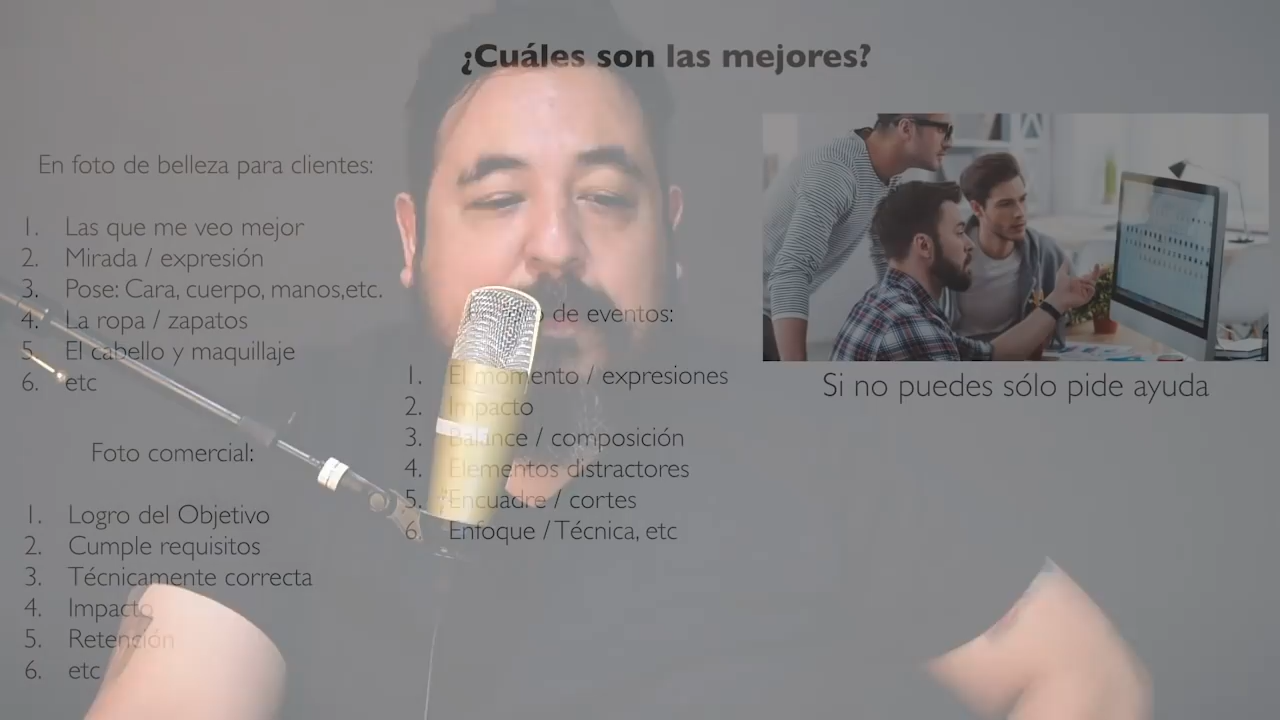 ¿Cuáles son las mejores?
En foto de belleza para clientes:
1. Las que me veo mejor
2. Mirada / expresión
3. Pose: Cara, cuerpo, manos,etc.
4. La ropa / zapatos
5. El cabello y maquillaje
6. etc
Foto comercial:
1. Logro del Objetivo
2. Cumple requisitos
3. Técnicamente correcta
4. Impacto
5. Retención
6. etc
de eventos:
1. El momento / expresiones
2. Impacto
3. Balance / composición
4. Elementos distractores
5. Encuadre / cortes
6. Enfoque / Técnica, etc
Si no puedes sólo pide ayuda